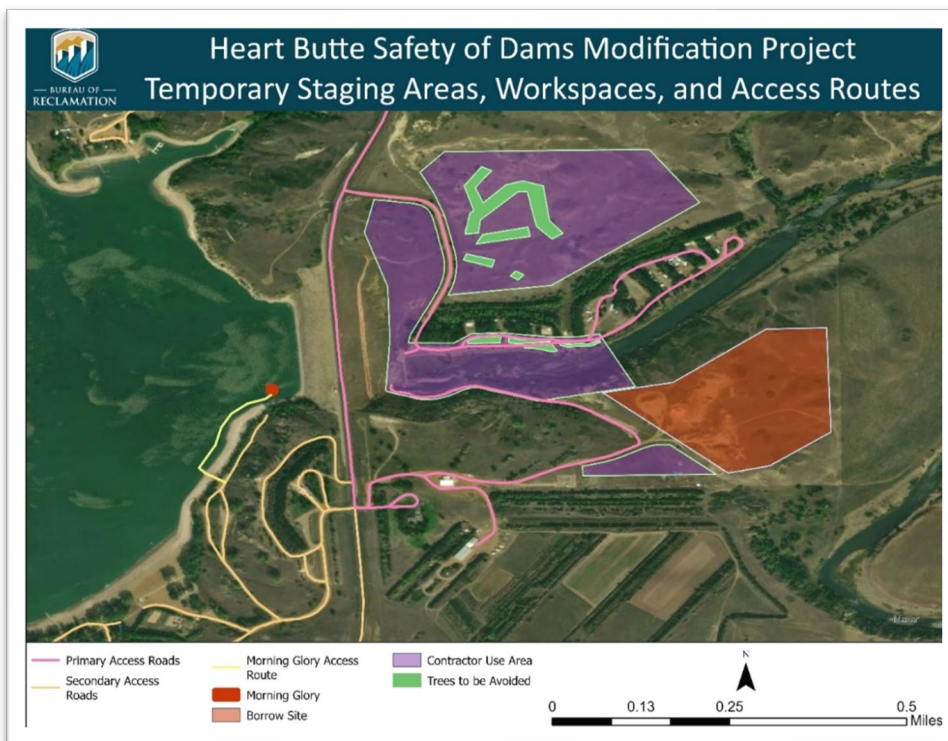 Heart Butte Safety of Dams Modification Project
Temporary Staging Areas, Workspaces, and Access Routes
— BUREAU OF —
RECLAMATION
Primary Access Roads
Secondary Access
Roads
Morning Glory Access
Route
Morning Glory
Borrow Site
Contractor Use Area
Trees to be Avoided
N
0 0.13 0.25 0.5
Miles